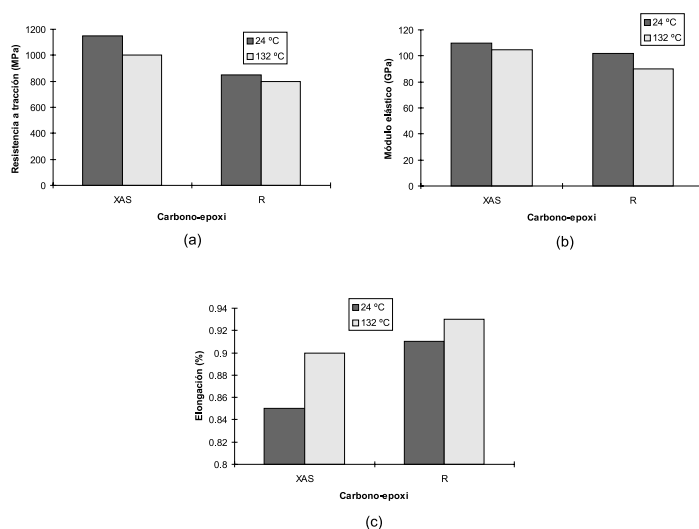 Resistencia a tracción (MPa)
1200
1000
800
600
400
200
0
24 ºC
132 ºC
XAS
R
Carbono-epoxi
(a)
Módulo elástico (GPa)
120
100
80
60
40
20
0
24 ºC
132 ºC
XAS
R
Carbono-epoxi
(b)
Elongación (%)
0.94
0.92
0.9
0.88
0.86
0.84
0.82
0.8
24 ºC
132 ºC
XAS
R
Carbono-epoxi
(c)